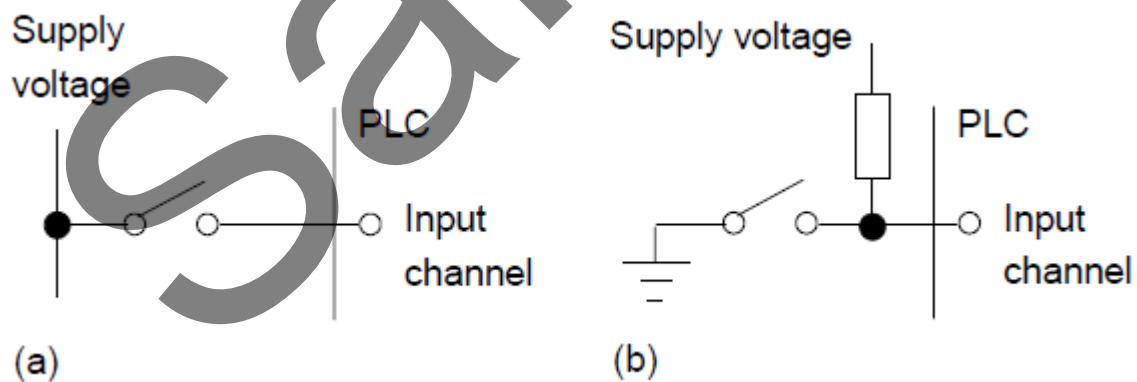 Supply
voltage
PLC
Input
channel
(a)
Supply voltage
PLC
Input
channel
(b)